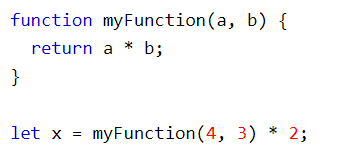 function myFunction(a, b) {
  return a * b;
}

let x = myFunction(4, 3) * 2;